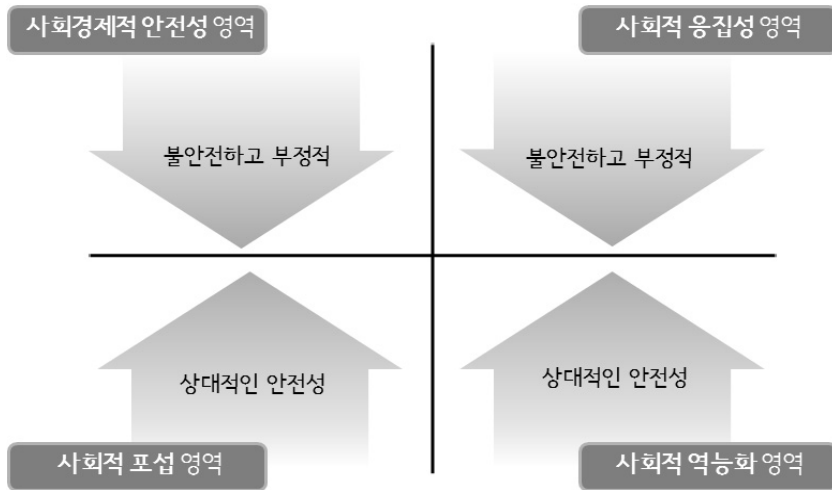 사회경제적 안전성 영역
사회적 응집성 영역
불안전하고 부정적
불안전하고 부정적
상대적인 안전성
상대적인 안전성
사회적 포섭 영역
사회적 역능화 영역